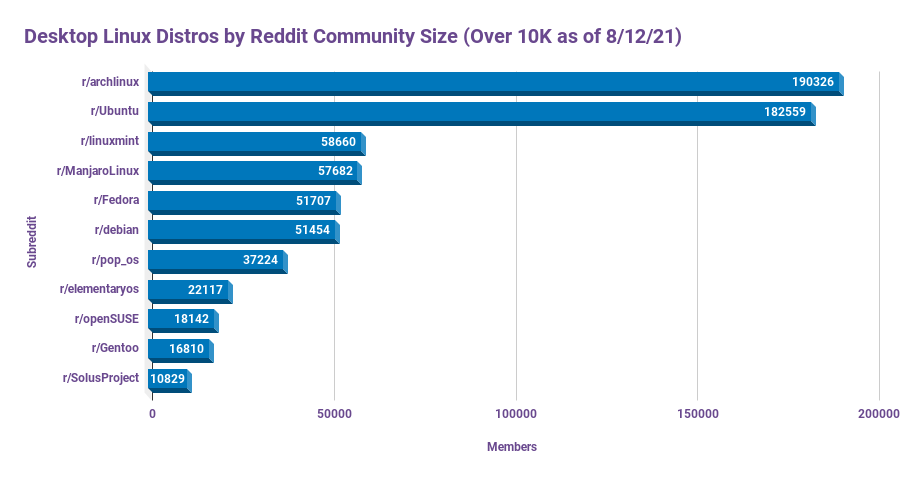 Desktop Linux Distros by Reddit Community Size (Over 10K as of 8/12/21)
r/archlinux 190326
r/Ubuntu 182559
r/linuxmint 58660
r/ManjaroLinux 57682
r/Fedora 51707
r/debian 51454
r/pop_os 37224
r/elementaryos 22117
r/openSUSE 18142
r/Gentoo 16810
r/SolusProject 10829
Subreddit
0 50000 100000 150000 200000
Members